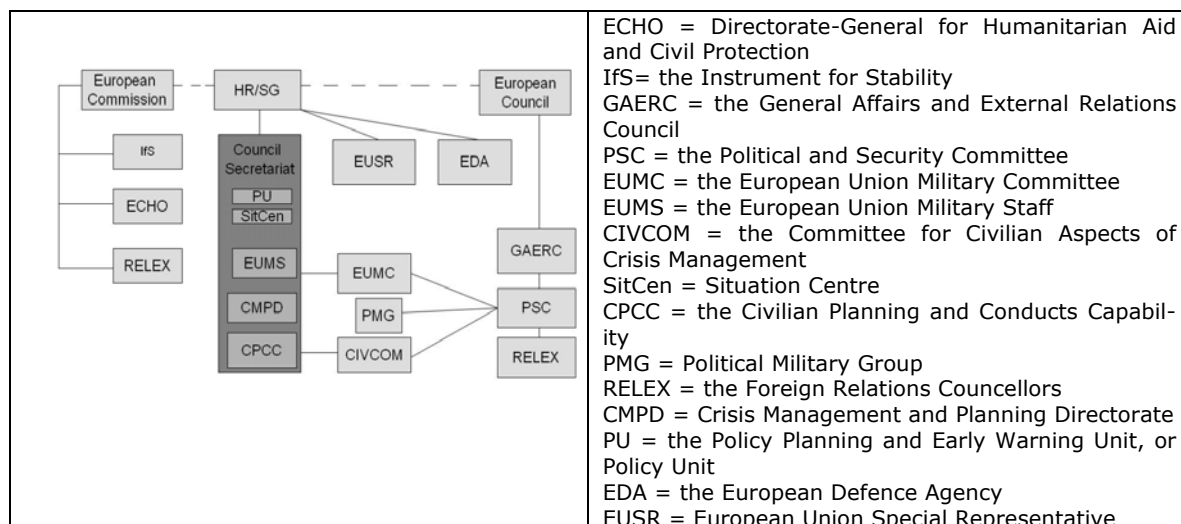 European
Commission
HR/SG
European
Council
IfS
ECHO
RELEX
Council
Secretariat
PU
SitCen
EUMS
CMPD
CPCC
EUSR
EDA
EUMC
PMG
CIVCOM
GAERC
PSC
RELEX
ECHO = Directorate-General for Humanitarian Aid
and Civil Protection
IfS= the Instrument for Stability
GAERC = the General Affairs and External Relations
Council
PSC = the Political and Security Committee
EUMC = the European Union Military Committee
EUMS = the European Union Military Staff
CIVCOM = the Committee for Civilian Aspects of
Crisis Management
SitCen = Situation Centre
CPCC = the Civilian Planning and Conducts Capabil-
ity
PMG = Political Military Group
RELEX = the Foreign Relations Councellors
CMPD = Crisis Management and Planning Directorate
PU = the Policy Planning and Early Warning Unit, or
Policy Unit
EDA = the European Defence Agency
EUSR = European Union Special Representative